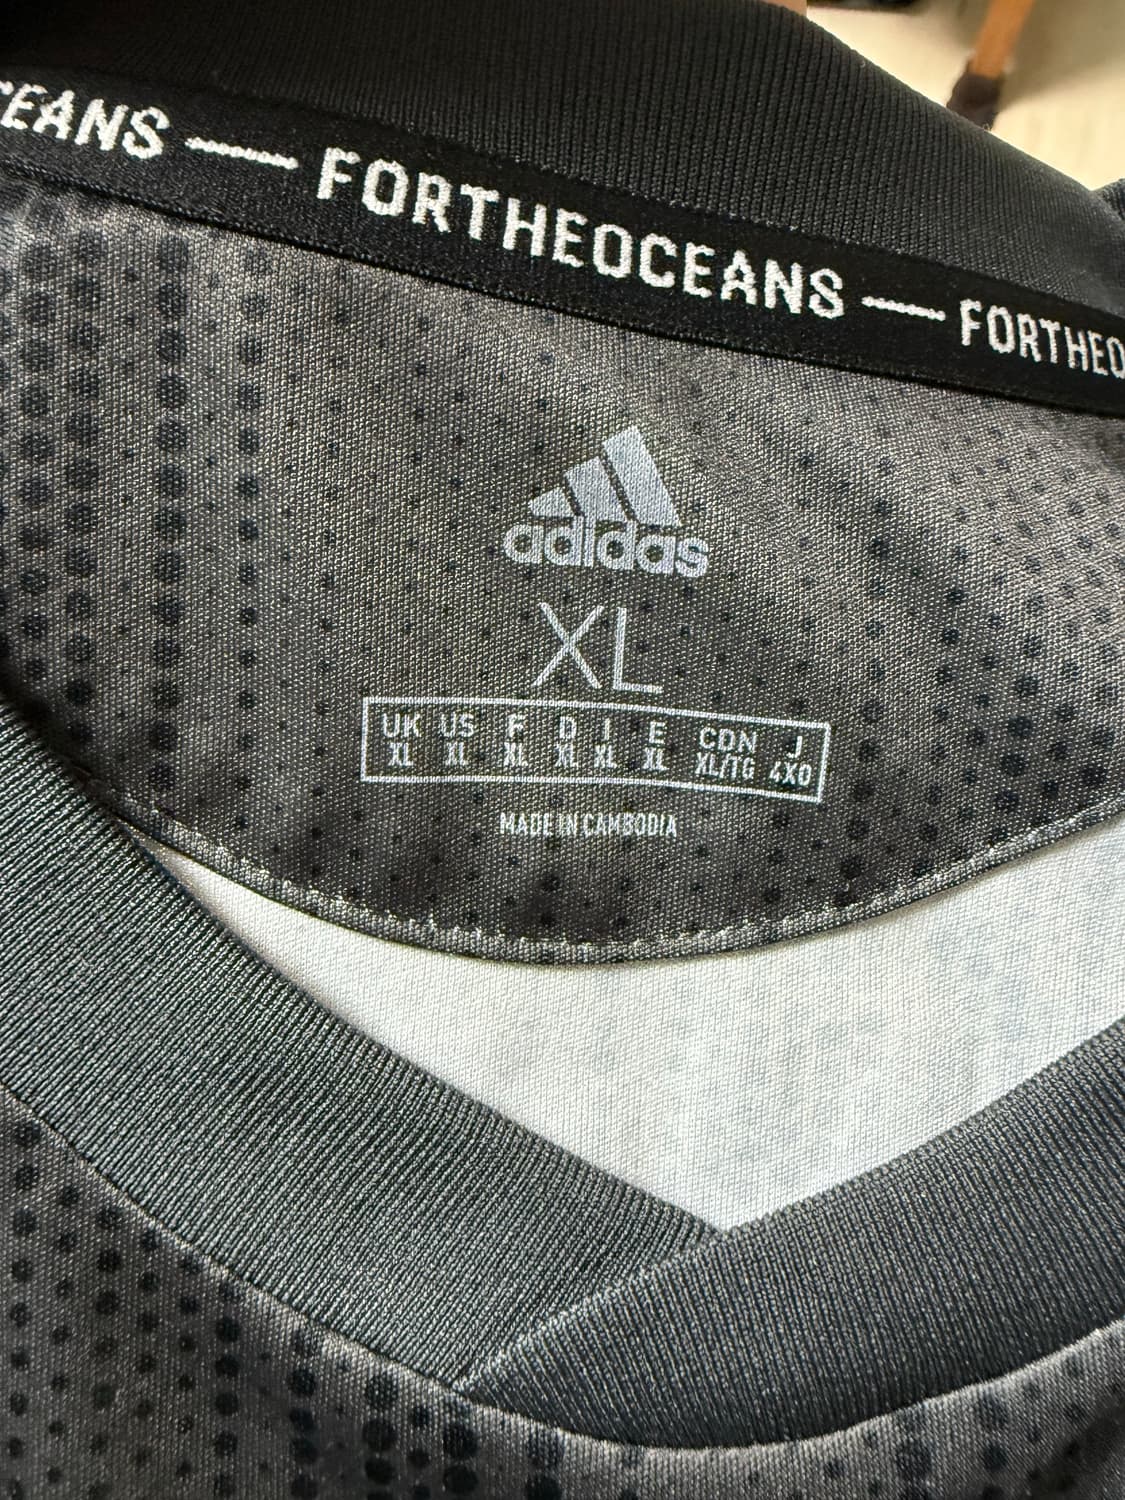 EANS — FORTHEOCEANS — FORTHEO
adidas
XL
UK US F D I E CDN J
XL XL XL XL XL XL XL/TG 4XO
MADE IN CAMBODIA